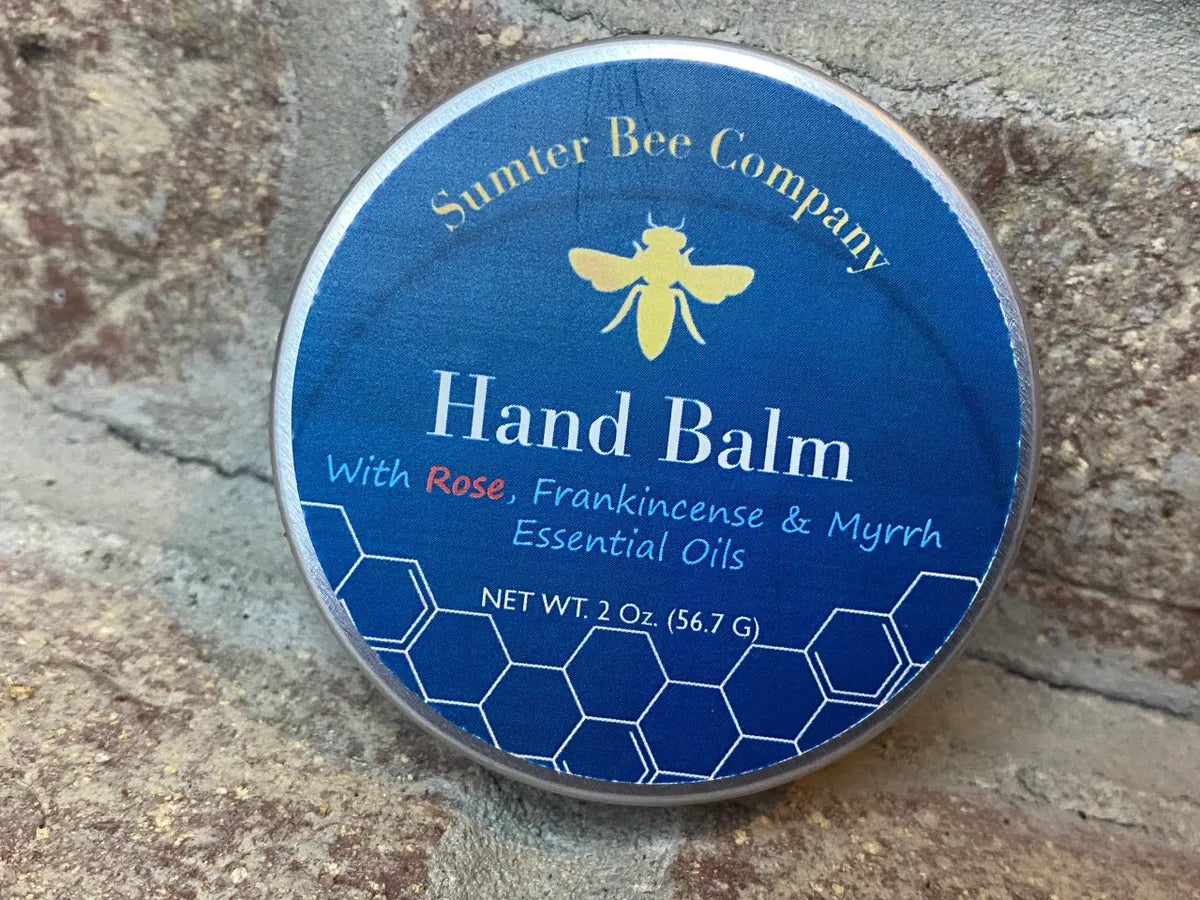 Sumter Bee Company
Hand Balm
With Rose, Frankincense & Myrrh
Essential Oils
NET WT. 2 Oz. (56.7 G)